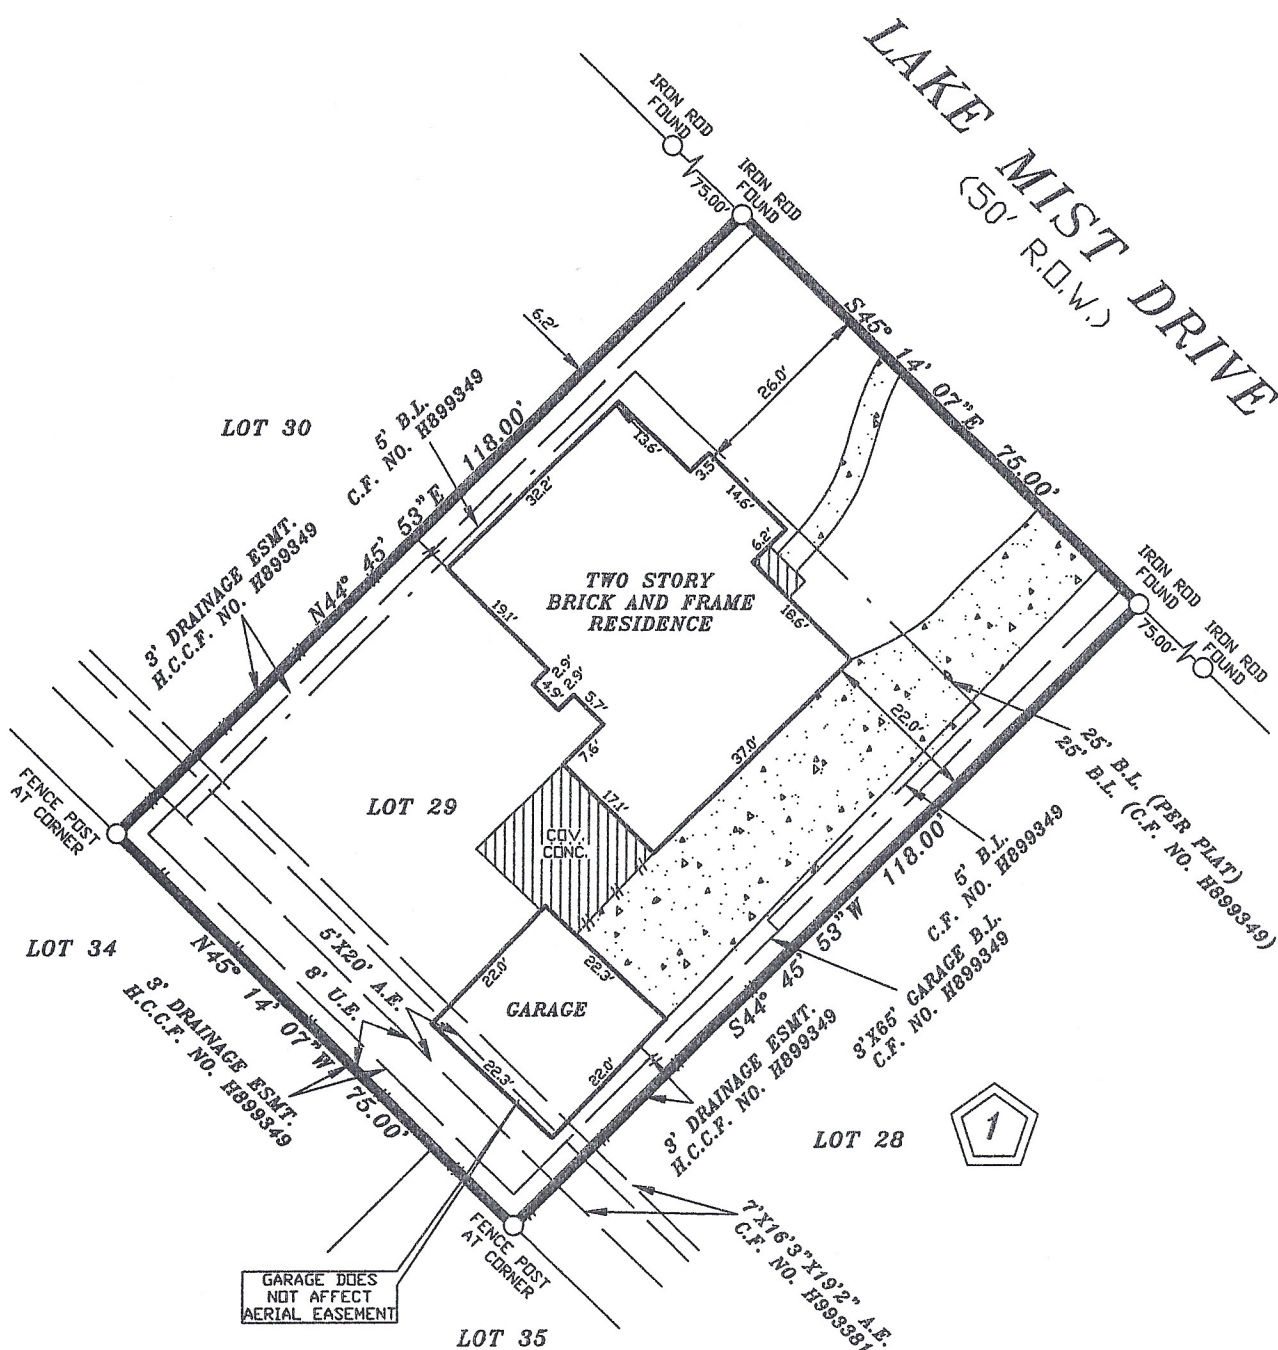 LAKE MIST DRIVE
(50' R.O.W.)
IRON ROD
FOUND
75.00'
IRON ROD
FOUND
S45° 14' 07"E 75.00'
6.2'
26.0'
LOT 30
5' B.L.
C.F. NO. H899349
N44° 45' 53"E 118.00'
13.6'
3.5'
14.6'
32.2'
6.2'
3' DRAINAGE ESMT.
H.C.C.F. NO. H899349
TWO STORY
BRICK AND FRAME
RESIDENCE
16.6'
19.1'
IRON ROD
FOUND
75.00'
IRON ROD
FOUND
2.9'
2.9'
4.9'
5.7'
7.6'
22.0'
37.0'
25' B.L. (PER PLAT)
25' B.L. (C.F. NO. H899349)
FENCE POST
AT CORNER
LOT 29
17.1'
COV.
CONC.
5' B.L.
C.F. NO. H899349
S44° 45' 53"W 118.00'
LOT 34
3'X65' GARAGE B.L.
C.F. NO. H899349
N45° 14' 07"W 75.00'
5'X20' A.E.
8' U.E.
22.0'
22.3'
GARAGE
22.3'
22.0'
3' DRAINAGE ESMT.
H.C.C.F. NO. H899349
3' DRAINAGE ESMT.
H.C.C.F. NO. H899349
LOT 28
1
7'X16'3"X19'2" A.E.
C.F. NO. H993381
FENCE POST
AT CORNER
GARAGE DOES
NOT AFFECT
AERIAL EASEMENT
LOT 35